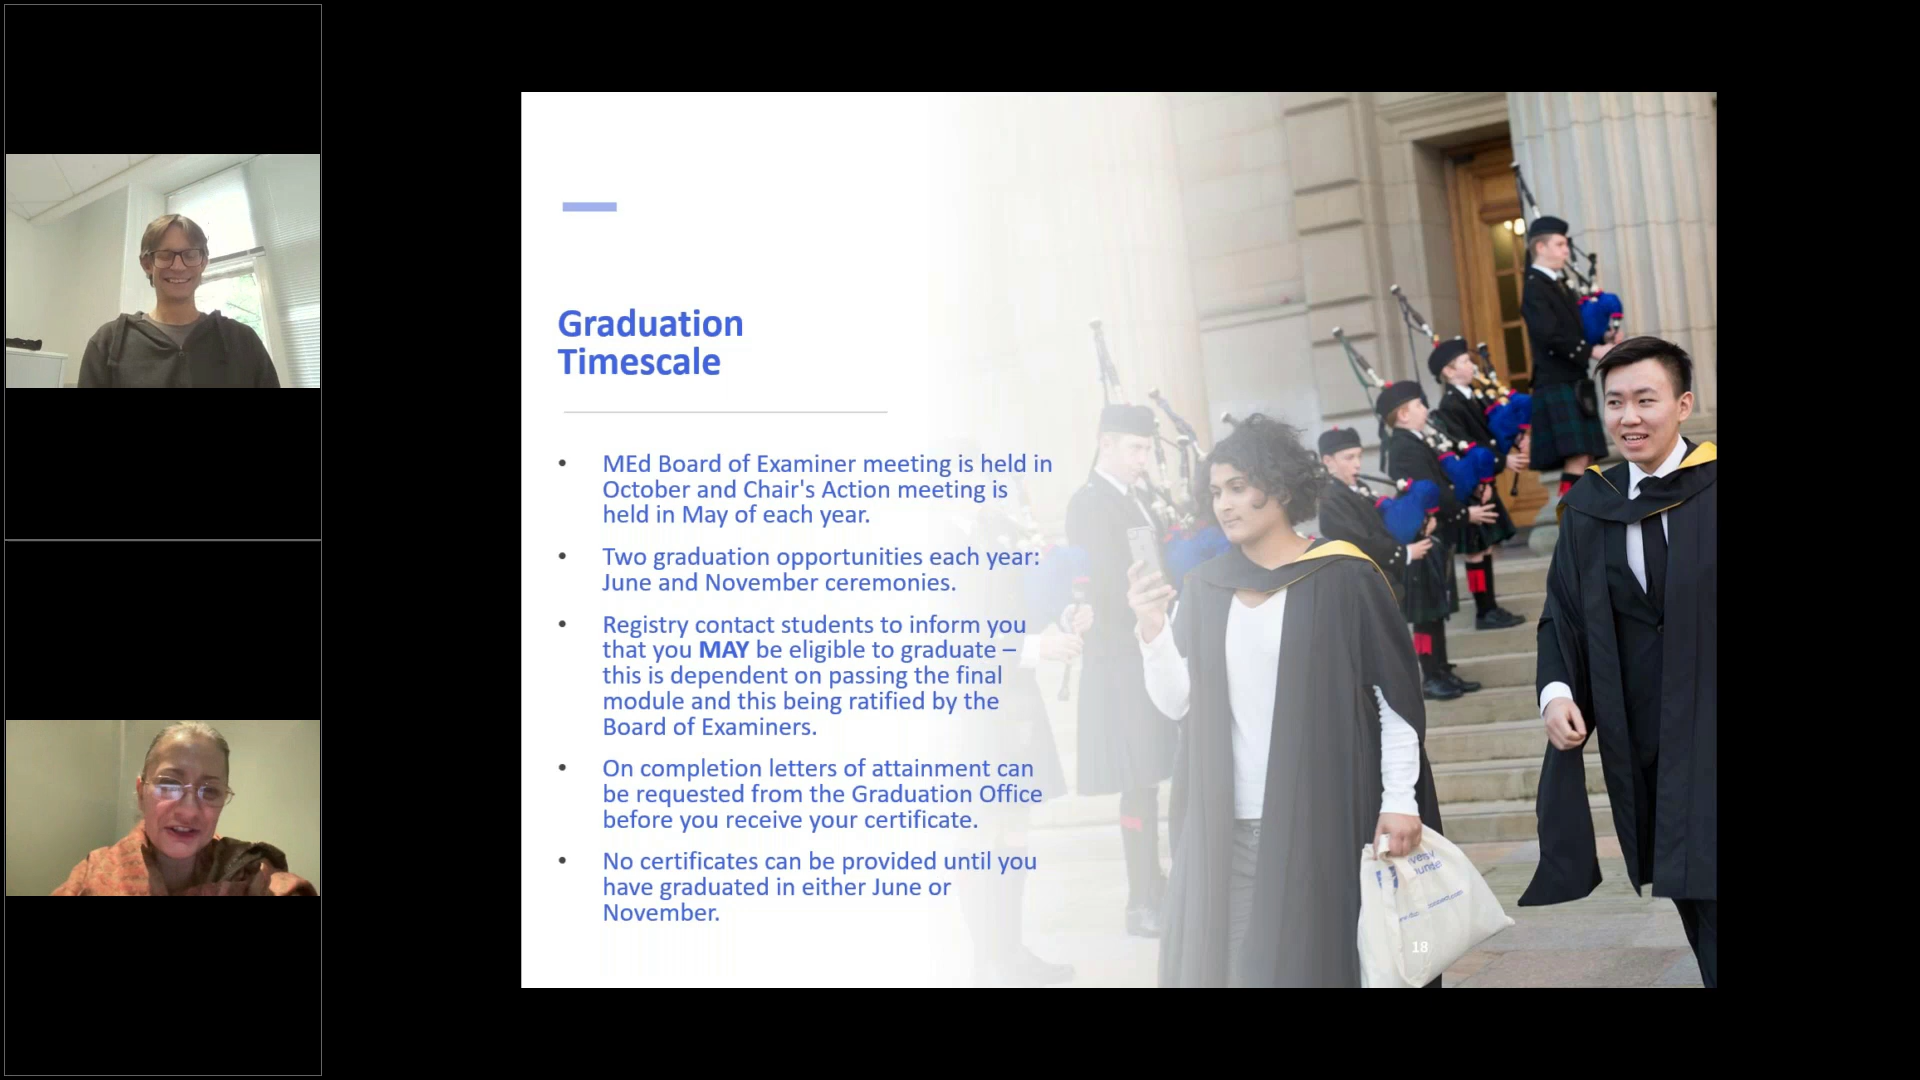 Graduation
Timescale
• MEd Board of Examiner meeting is held in
October and Chair's Action meeting is
held in May of each year.
• Two graduation opportunities each year:
June and November ceremonies.
• Registry contact students to inform you
that you MAY be eligible to graduate –
this is dependent on passing the final
module and this being ratified by the
Board of Examiners.
• On completion letters of attainment can
be requested from the Graduation Office
before you receive your certificate.
• No certificates can be provided until you
have graduated in either June or
November.
18